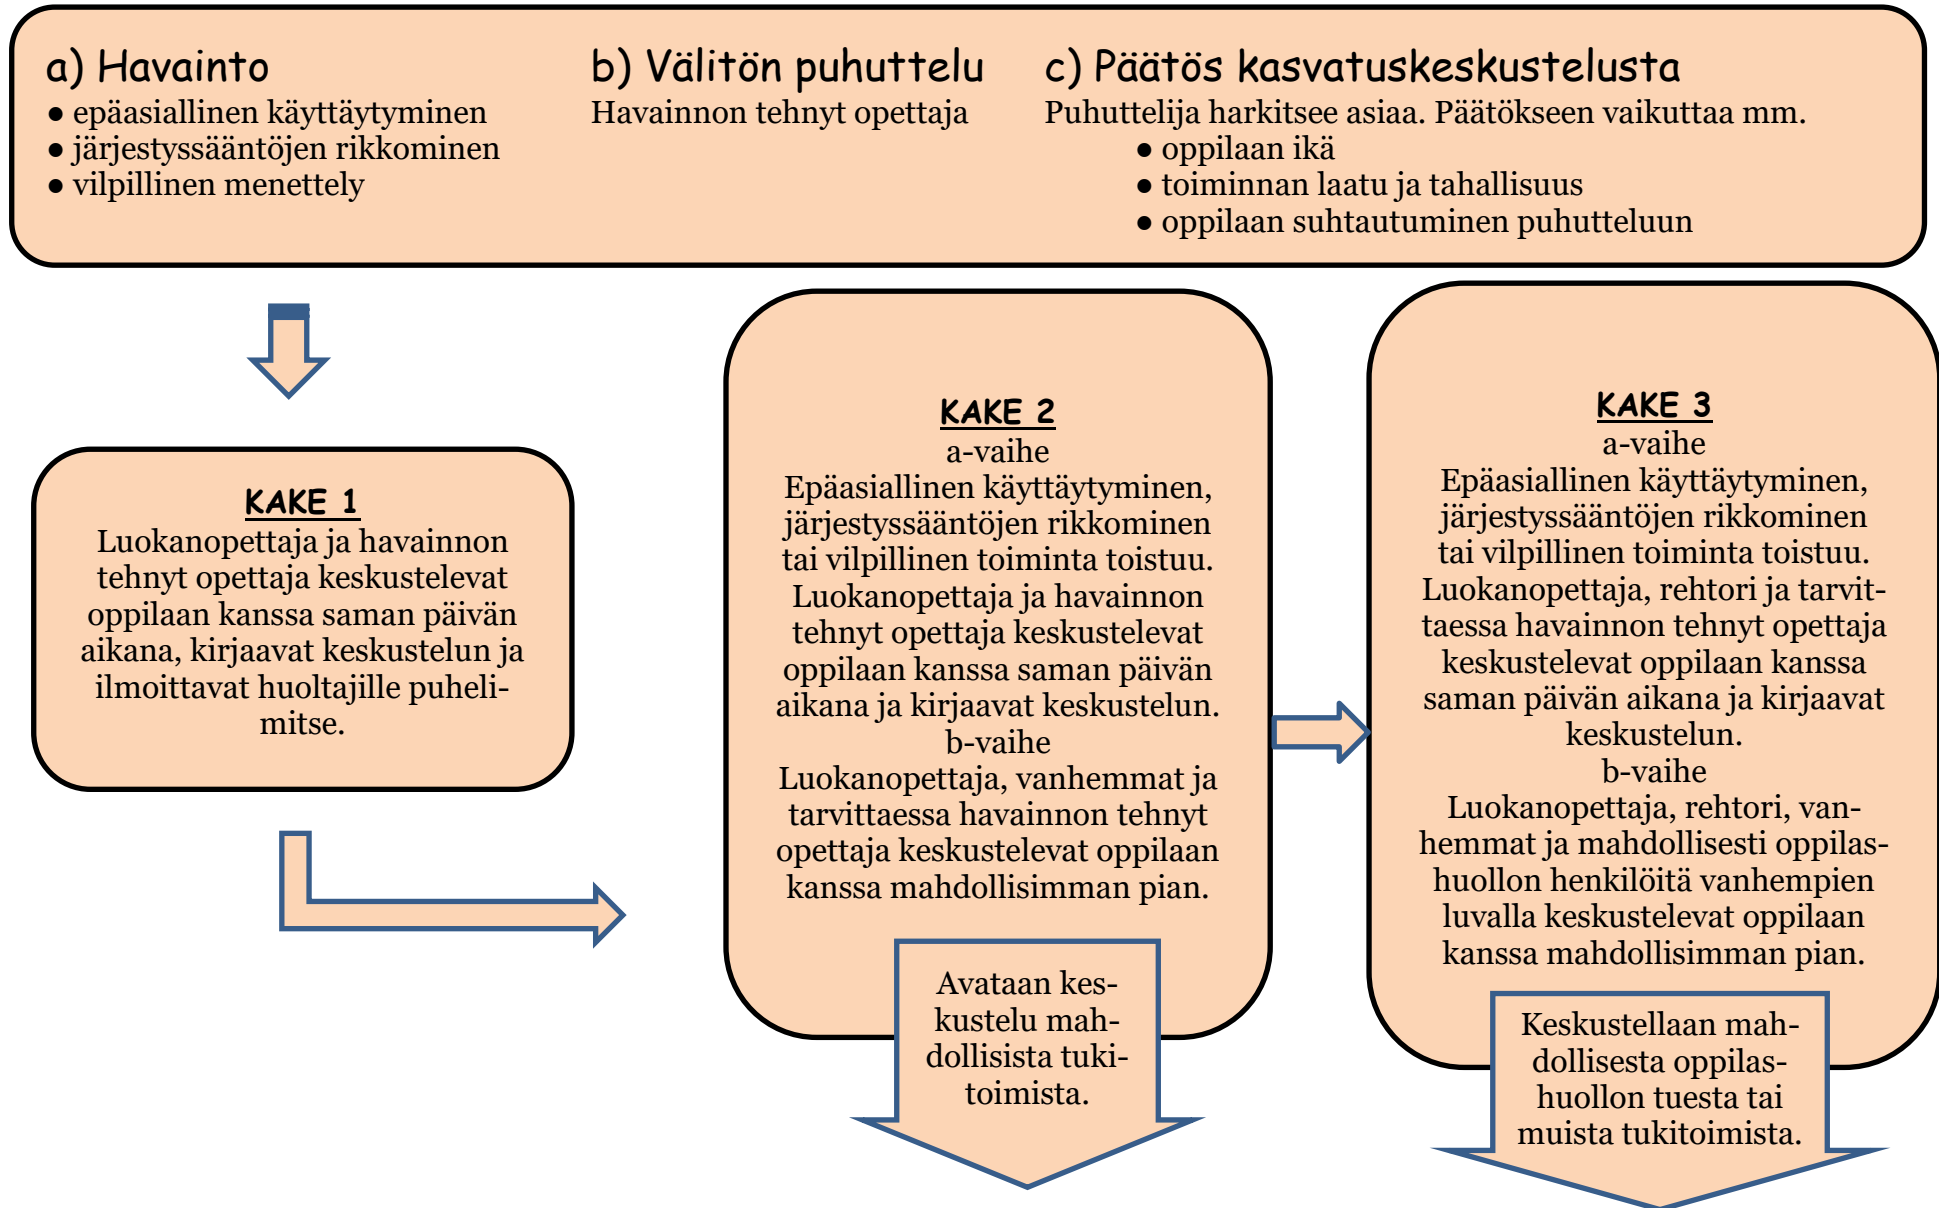 a) Havainto
● epäasiallinen käyttäytyminen
● järjestyssääntöjen rikkominen
● vilpillinen menettely
b) Välitön puhuttelu
Havainnon tehnyt opettaja
c) Päätös kasvatuskeskustelusta
Puhuttelija harkitsee asiaa. Päätökseen vaikuttaa mm.
● oppilaan ikä
● toiminnan laatu ja tahallisuus
● oppilaan suhtautuminen puhutteluun
KAKE 1
Luokanopettaja ja havainnon
tehnyt opettaja keskustelevat
oppilaan kanssa saman päivän
aikana, kirjaavat keskustelun ja
ilmoittavat huoltajille puheli-
mitse.
KAKE 2
a-vaihe
Epäasiallinen käyttäytyminen,
järjestyssääntöjen rikkominen
tai vilpillinen toiminta toistuu.
Luokanopettaja ja havainnon
tehnyt opettaja keskustelevat
oppilaan kanssa saman päivän
aikana ja kirjaavat keskustelun.
b-vaihe
Luokanopettaja, vanhemmat ja
tarvittaessa havainnon tehnyt
opettaja keskustelevat oppilaan
kanssa mahdollisimman pian.
Avataan kes-
kustelu mah-
dollisista tuki-
toimista.
KAKE 3
a-vaihe
Epäasiallinen käyttäytyminen,
järjestyssääntöjen rikkominen
tai vilpillinen toiminta toistuu.
Luokanopettaja, rehtori ja tarvit-
taessa havainnon tehnyt opettaja
keskustelevat oppilaan kanssa
saman päivän aikana ja kirjaavat
keskustelun.
b-vaihe
Luokanopettaja, rehtori, van-
hemmat ja mahdollisesti oppilas-
huollon henkilöitä vanhempien
luvalla keskustelevat oppilaan
kanssa mahdollisimman pian.
Keskustellaan mah-
dollisesta oppilas-
huollon tuesta tai
muista tukitoimista.